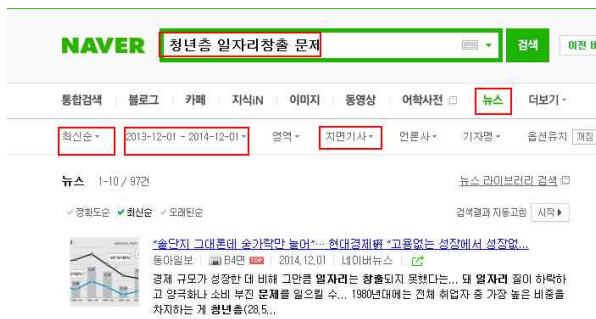 NAVER 청년층 일자리창출 문제 검색 이전 버
통합검색 블로그 카페 지식iN 이미지 동영상 어학사전 뉴스 더보기
최신순 2013-12-01 - 2014-12-01 영역 지면기사 언론사 기자명 옵션유지 꺼짐
뉴스 1-10 / 97건 뉴스 라이브러리 검색
정확도순 최신순 오래된순 검색결과 자동고침 시작
"솥단지 그대론데 숟가락만 늘어"… 현대경제硏 "고용없는 성장에서 성장없...
동아일보 B4면 2014.12.01 네이버뉴스
경제 규모가 성장한 데 비해 그만큼 일자리는 창출되지 못했다는... 돼 일자리 질이 하락하
고 양극화나 소비 부진 문제를 일으킬 수... 1980년대에는 전체 취업자 중 가장 높은 비중을
차지하는 게 청년층(28.5...